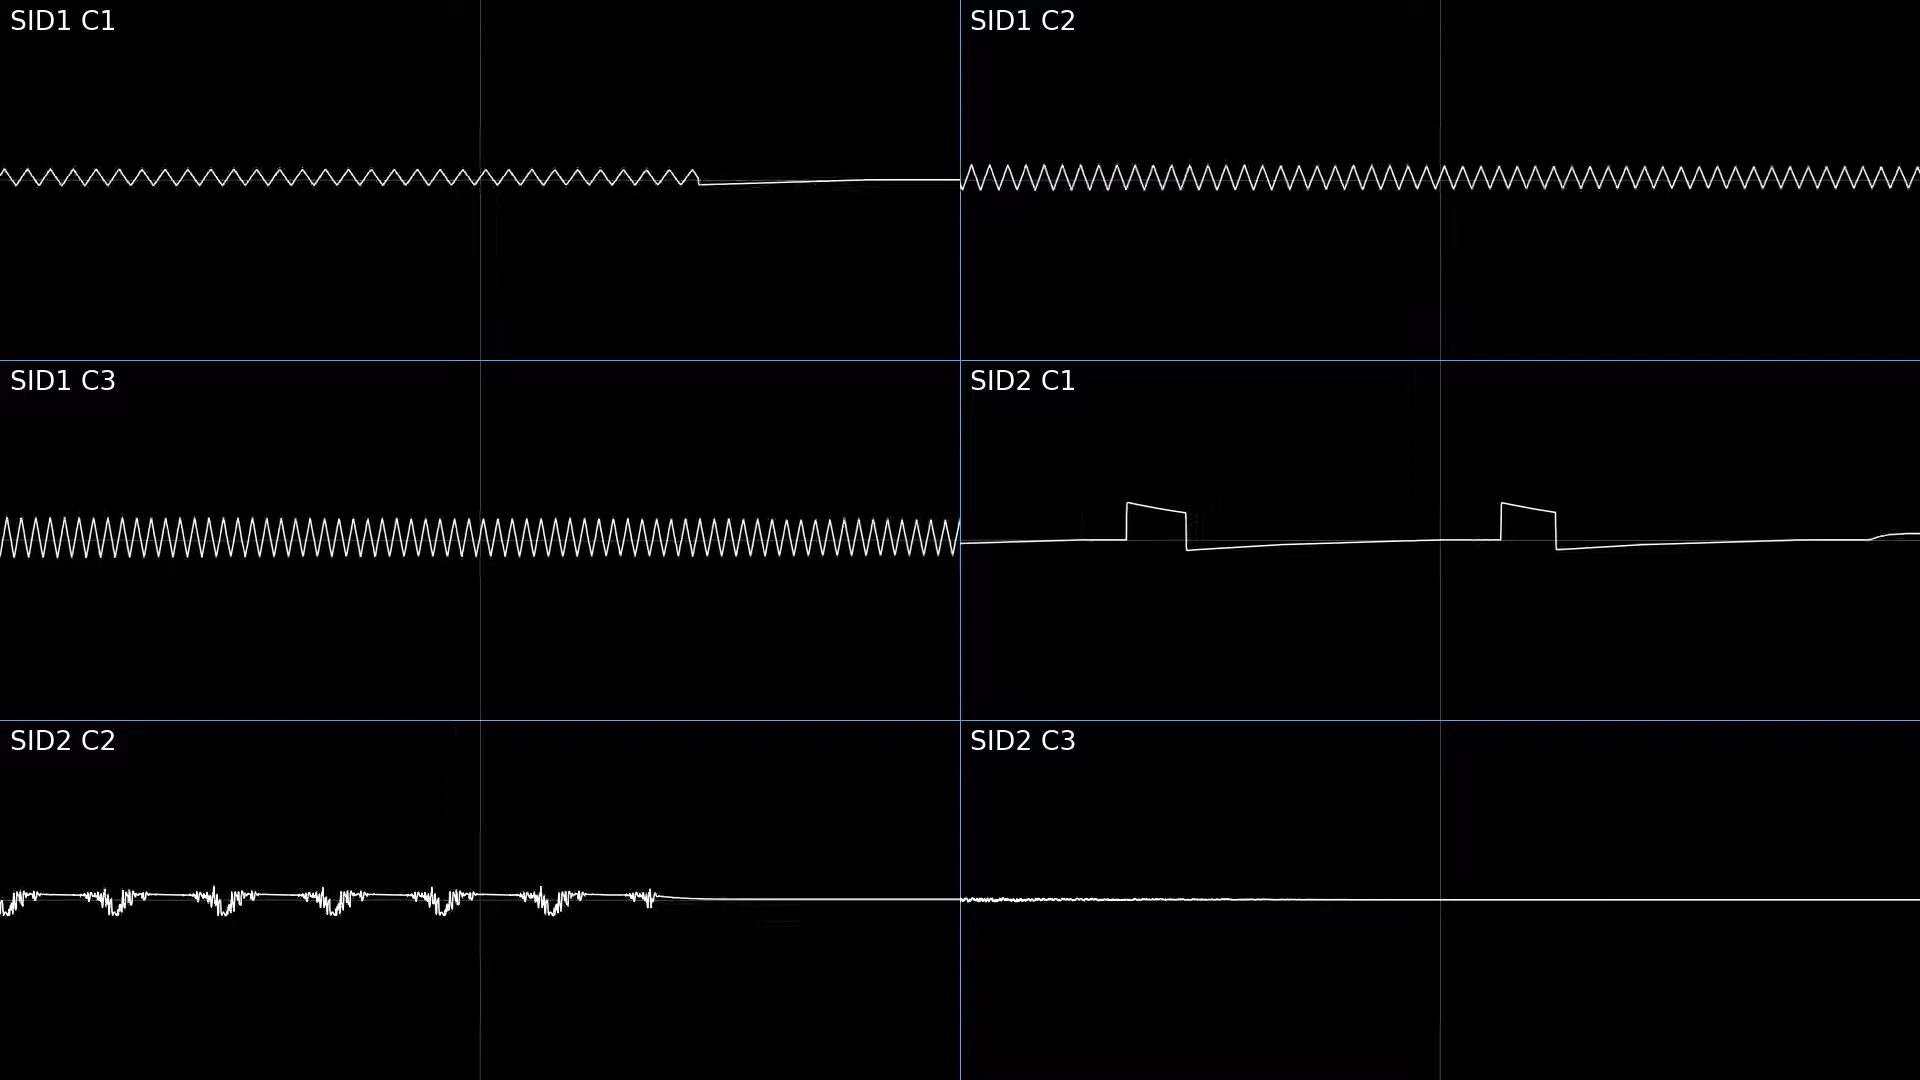 SID1 C1
SID1 C2
SID1 C3
SID2 C1
SID2 C2
SID2 C3